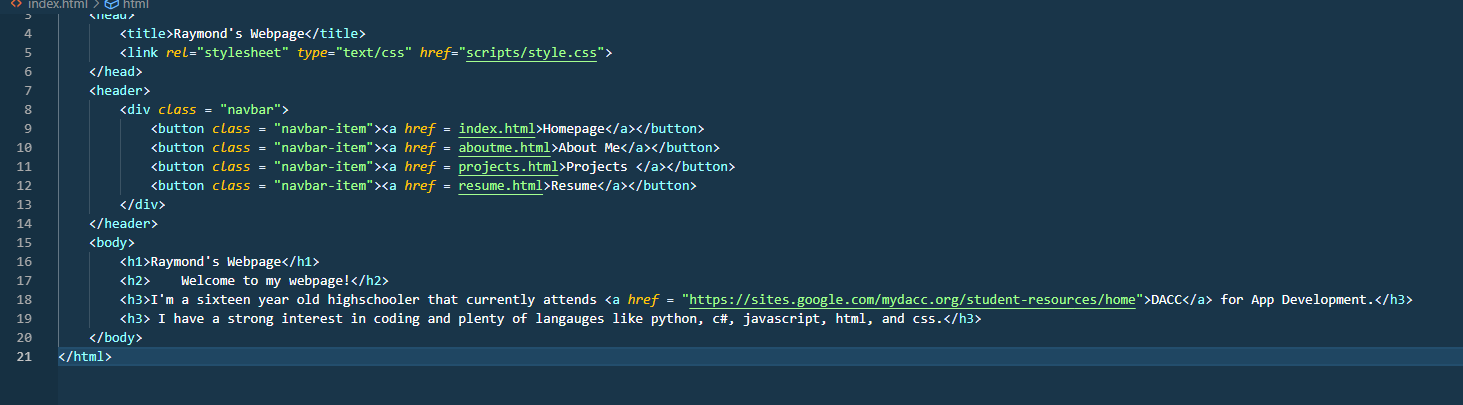 index.html > html
3 <head>
4 <title>Raymond's Webpage</title>
5 <link rel="stylesheet" type="text/css" href="scripts/style.css">
6 </head>
7 <header>
8 <div class = "navbar">
9 <button class = "navbar-item"><a href = index.html>Homepage</a></button>
10 <button class = "navbar-item"><a href = aboutme.html>About Me</a></button>
11 <button class = "navbar-item"><a href = projects.html>Projects </a></button>
12 <button class = "navbar-item"><a href = resume.html>Resume</a></button>
13 </div>
14 </header>
15 <body>
16 <h1>Raymond's Webpage</h1>
17 <h2>    Welcome to my webpage!</h2>
18 <h3>I'm a sixteen year old highschooler that currently attends <a href = "https://sites.google.com/mydacc.org/student-resources/home">DACC</a> for App Development.</h3>
19 <h3> I have a strong interest in coding and plenty of langauges like python, c#, javascript, html, and css.</h3>
20 </body>
21 </html>